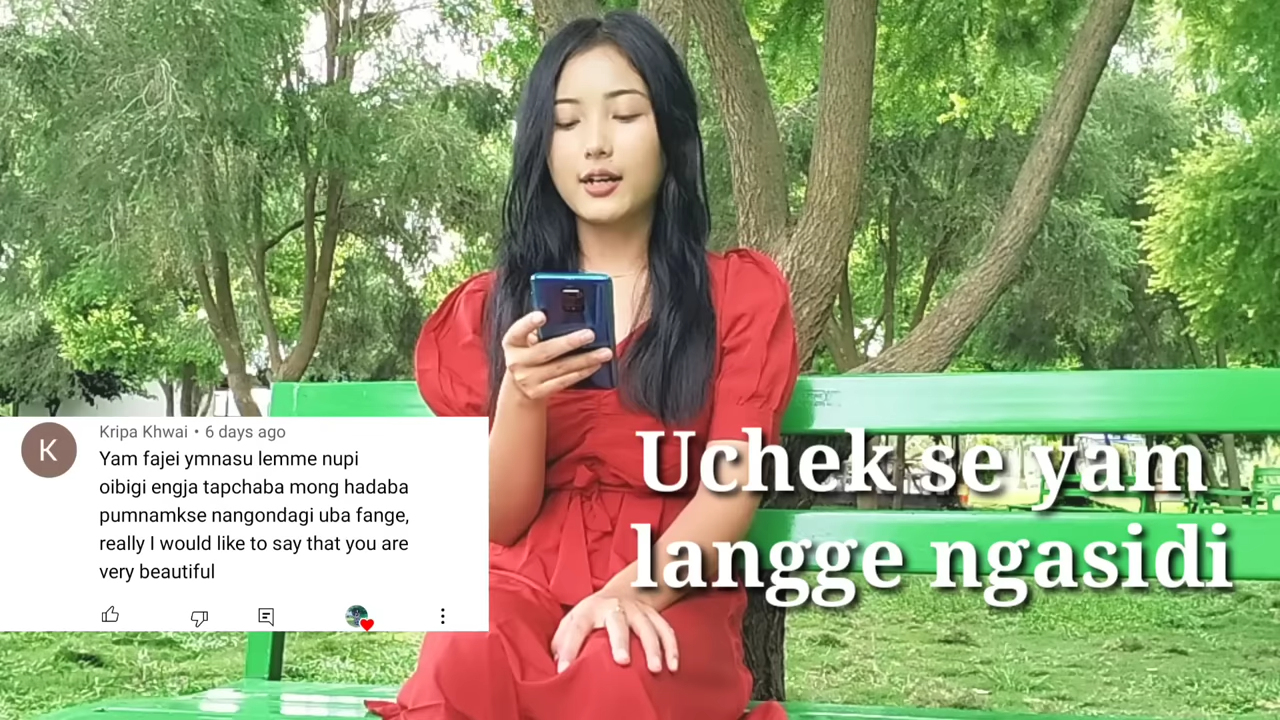 Kripa Khwai • 6 days ago
Yam fajei ymnasu lemme nupi
oibigi engja tapchaba mong hadaba
pumnamkse nangondagi uba fange,
really I would like to say that you are
very beautiful
K
Uchek se yam
langge ngasidi